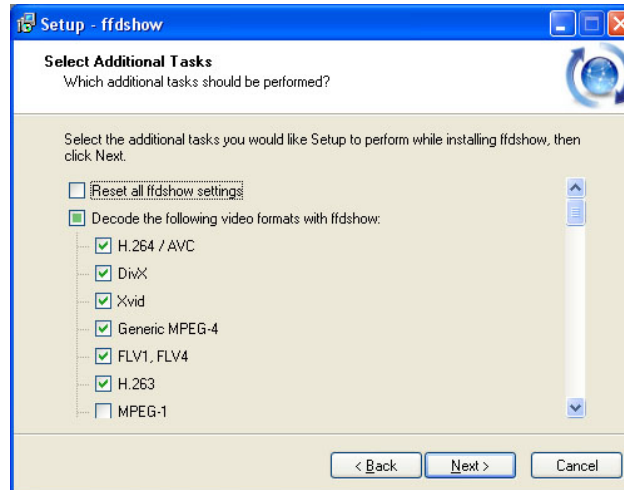 Setup - ffdshow
Select Additional Tasks
Which additional tasks should be performed?
Select the additional tasks you would like Setup to perform while installing ffdshow, then
click Next.
Reset all ffdshow settings
Decode the following video formats with ffdshow:
H.264 / AVC
DivX
Xvid
Generic MPEG-4
FLV1, FLV4
H.263
MPEG-1
< Back
Next >
Cancel